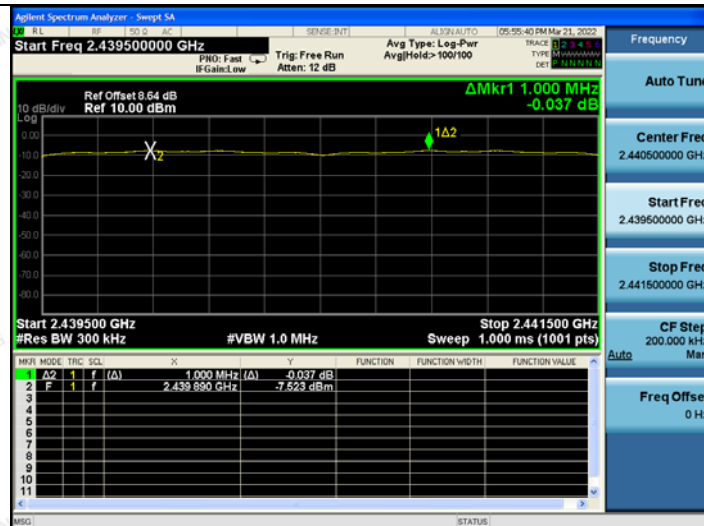 Agilent Spectrum Analyzer - Swept SA
RL RF 50 Ω AC SENSE:INT ALIGN AUTO 05:55:40 PM Mar 21, 2022
Start Freq 2.439500000 GHz
PNO: Fast
IFGain:Low
Trig: Free Run
Atten: 12 dB
Avg Type: Log-Pwr
Avg|Hold:> 100/100
TRACE 1 2 3 4 5 6
TYPE MWWWWW
DET P N N N N N
Ref Offset 8.64 dB
Ref 10.00 dBm
10 dB/div
Log
ΔMkr1 1.000 MHz
-0.037 dB
0.00
-10.0
-20.0
-30.0
-40.0
-60.0
-70.0
-80.0
X2
1Δ2
Start 2.439500 GHz
Stop 2.441500 GHz
#Res BW 300 kHz
#VBW 1.0 MHz
Sweep 1.000 ms (1001 pts)
MKR MODE TRC SCL X Y FUNCTION FUNCTION WIDTH FUNCTION VALUE
1 Δ2 1 f (Δ) 1.000 MHz (Δ) -0.037 dB
2 F 1 f 2.439 890 GHz -7.523 dBm
3
4
5
6
7
8
9
10
11
MSG
STATUS
Frequency
Auto Tune
Center Freq
2.440500000 GHz
Start Freq
2.439500000 GHz
Stop Freq
2.441500000 GHz
CF Step
200.000 kHz
Auto Man
Freq Offset
0 Hz